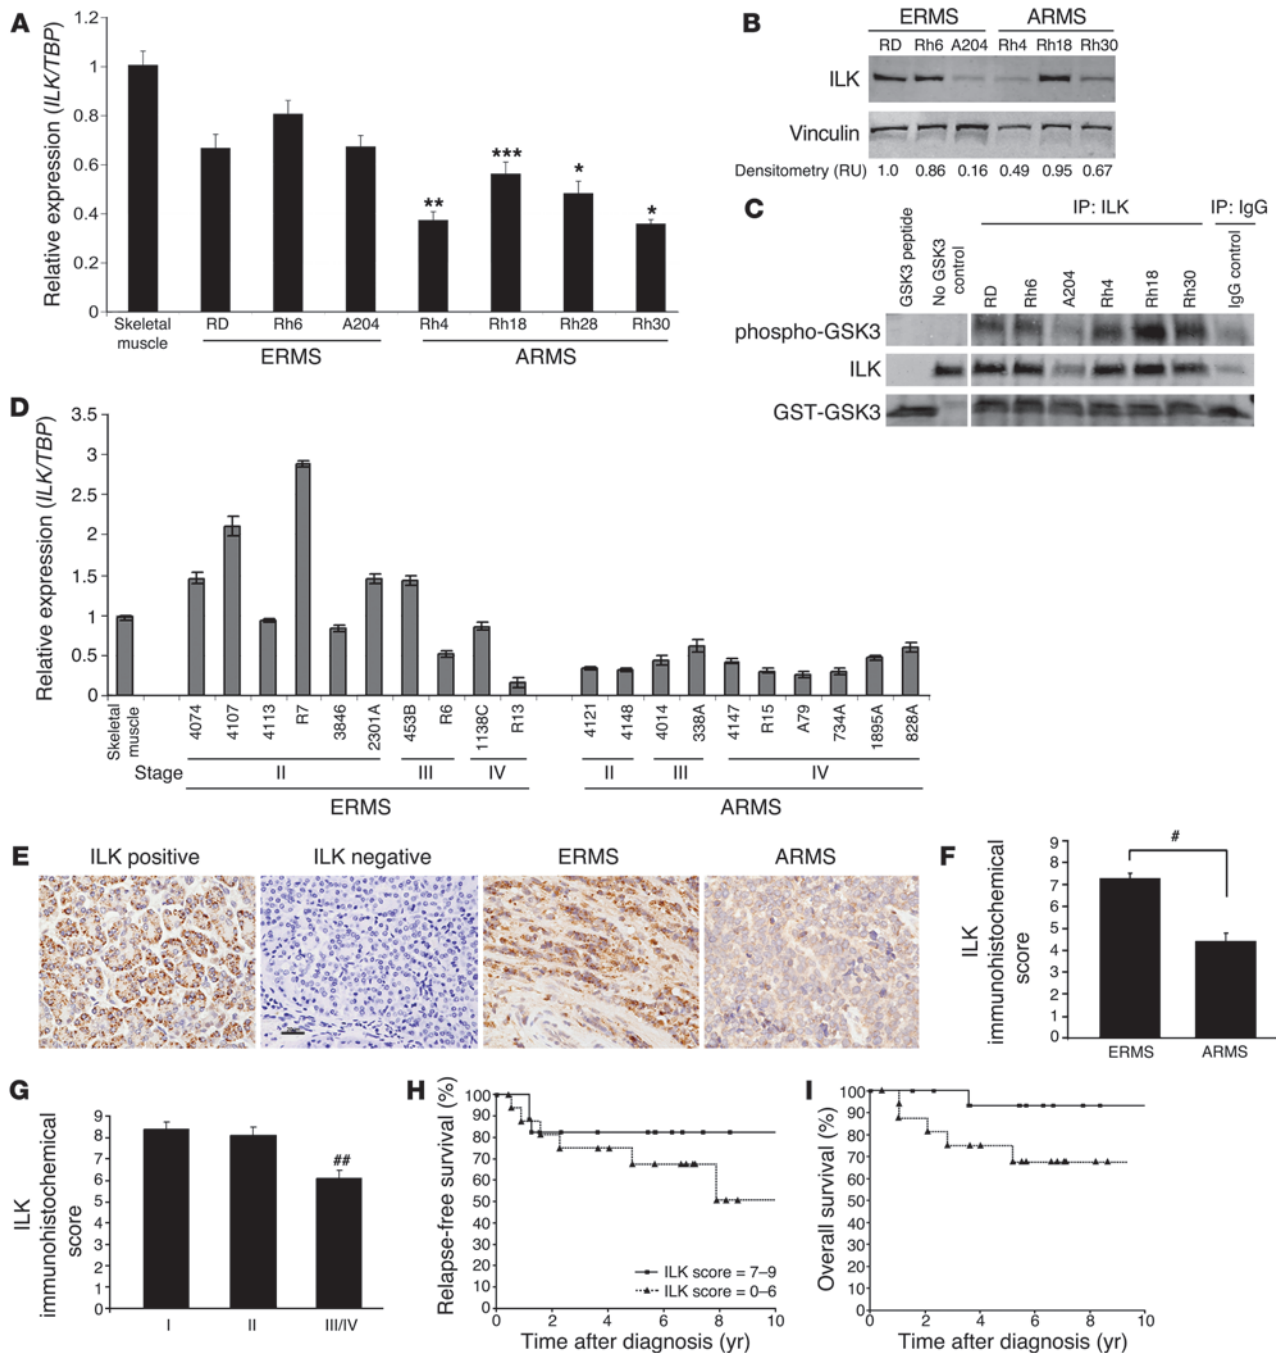 A
Relative expression (ILK/TBP)
1.2
1
0.8
0.6
0.4
0.2
0
** *** * *
Skeletal muscle RD Rh6 A204 Rh4 Rh18 Rh28 Rh30
ERMS ARMS
B
ERMS ARMS
RD Rh6 A204 Rh4 Rh18 Rh30
ILK
Vinculin
Densitometry (RU) 1.0 0.86 0.16 0.49 0.95 0.67
C
IP: ILK IP: IgG
GSK3 peptide No GSK3 control RD Rh6 A204 Rh4 Rh18 Rh30 IgG control
phospho-GSK3
ILK
GST-GSK3
D
Relative expression (ILK/TBP)
3.5
3
2.5
2
1.5
1
0.5
0
Skeletal muscle 4074 4107 4113 R7 3846 2301A 453B R6 1138C R13 4121 4148 4014 338A 4147 R15 A79 734A 1895A 828A
Stage II III IV II III IV
ERMS ARMS
E
ILK positive ILK negative ERMS ARMS
F
ILK immunohistochemical score
9
8
7
6
5
4
3
2
1
0
#
ERMS ARMS
G
ILK immunohistochemical score
9
8
7
6
5
4
3
2
1
0
##
I II III/IV
H
Relapse-free survival (%)
100
90
80
70
60
50
40
30
20
10
0
ILK score = 7–9
ILK score = 0–6
0 2 4 6 8 10
Time after diagnosis (yr)
I
Overall survival (%)
100
90
80
70
60
50
40
30
20
10
0
0 2 4 6 8 10
Time after diagnosis (yr)